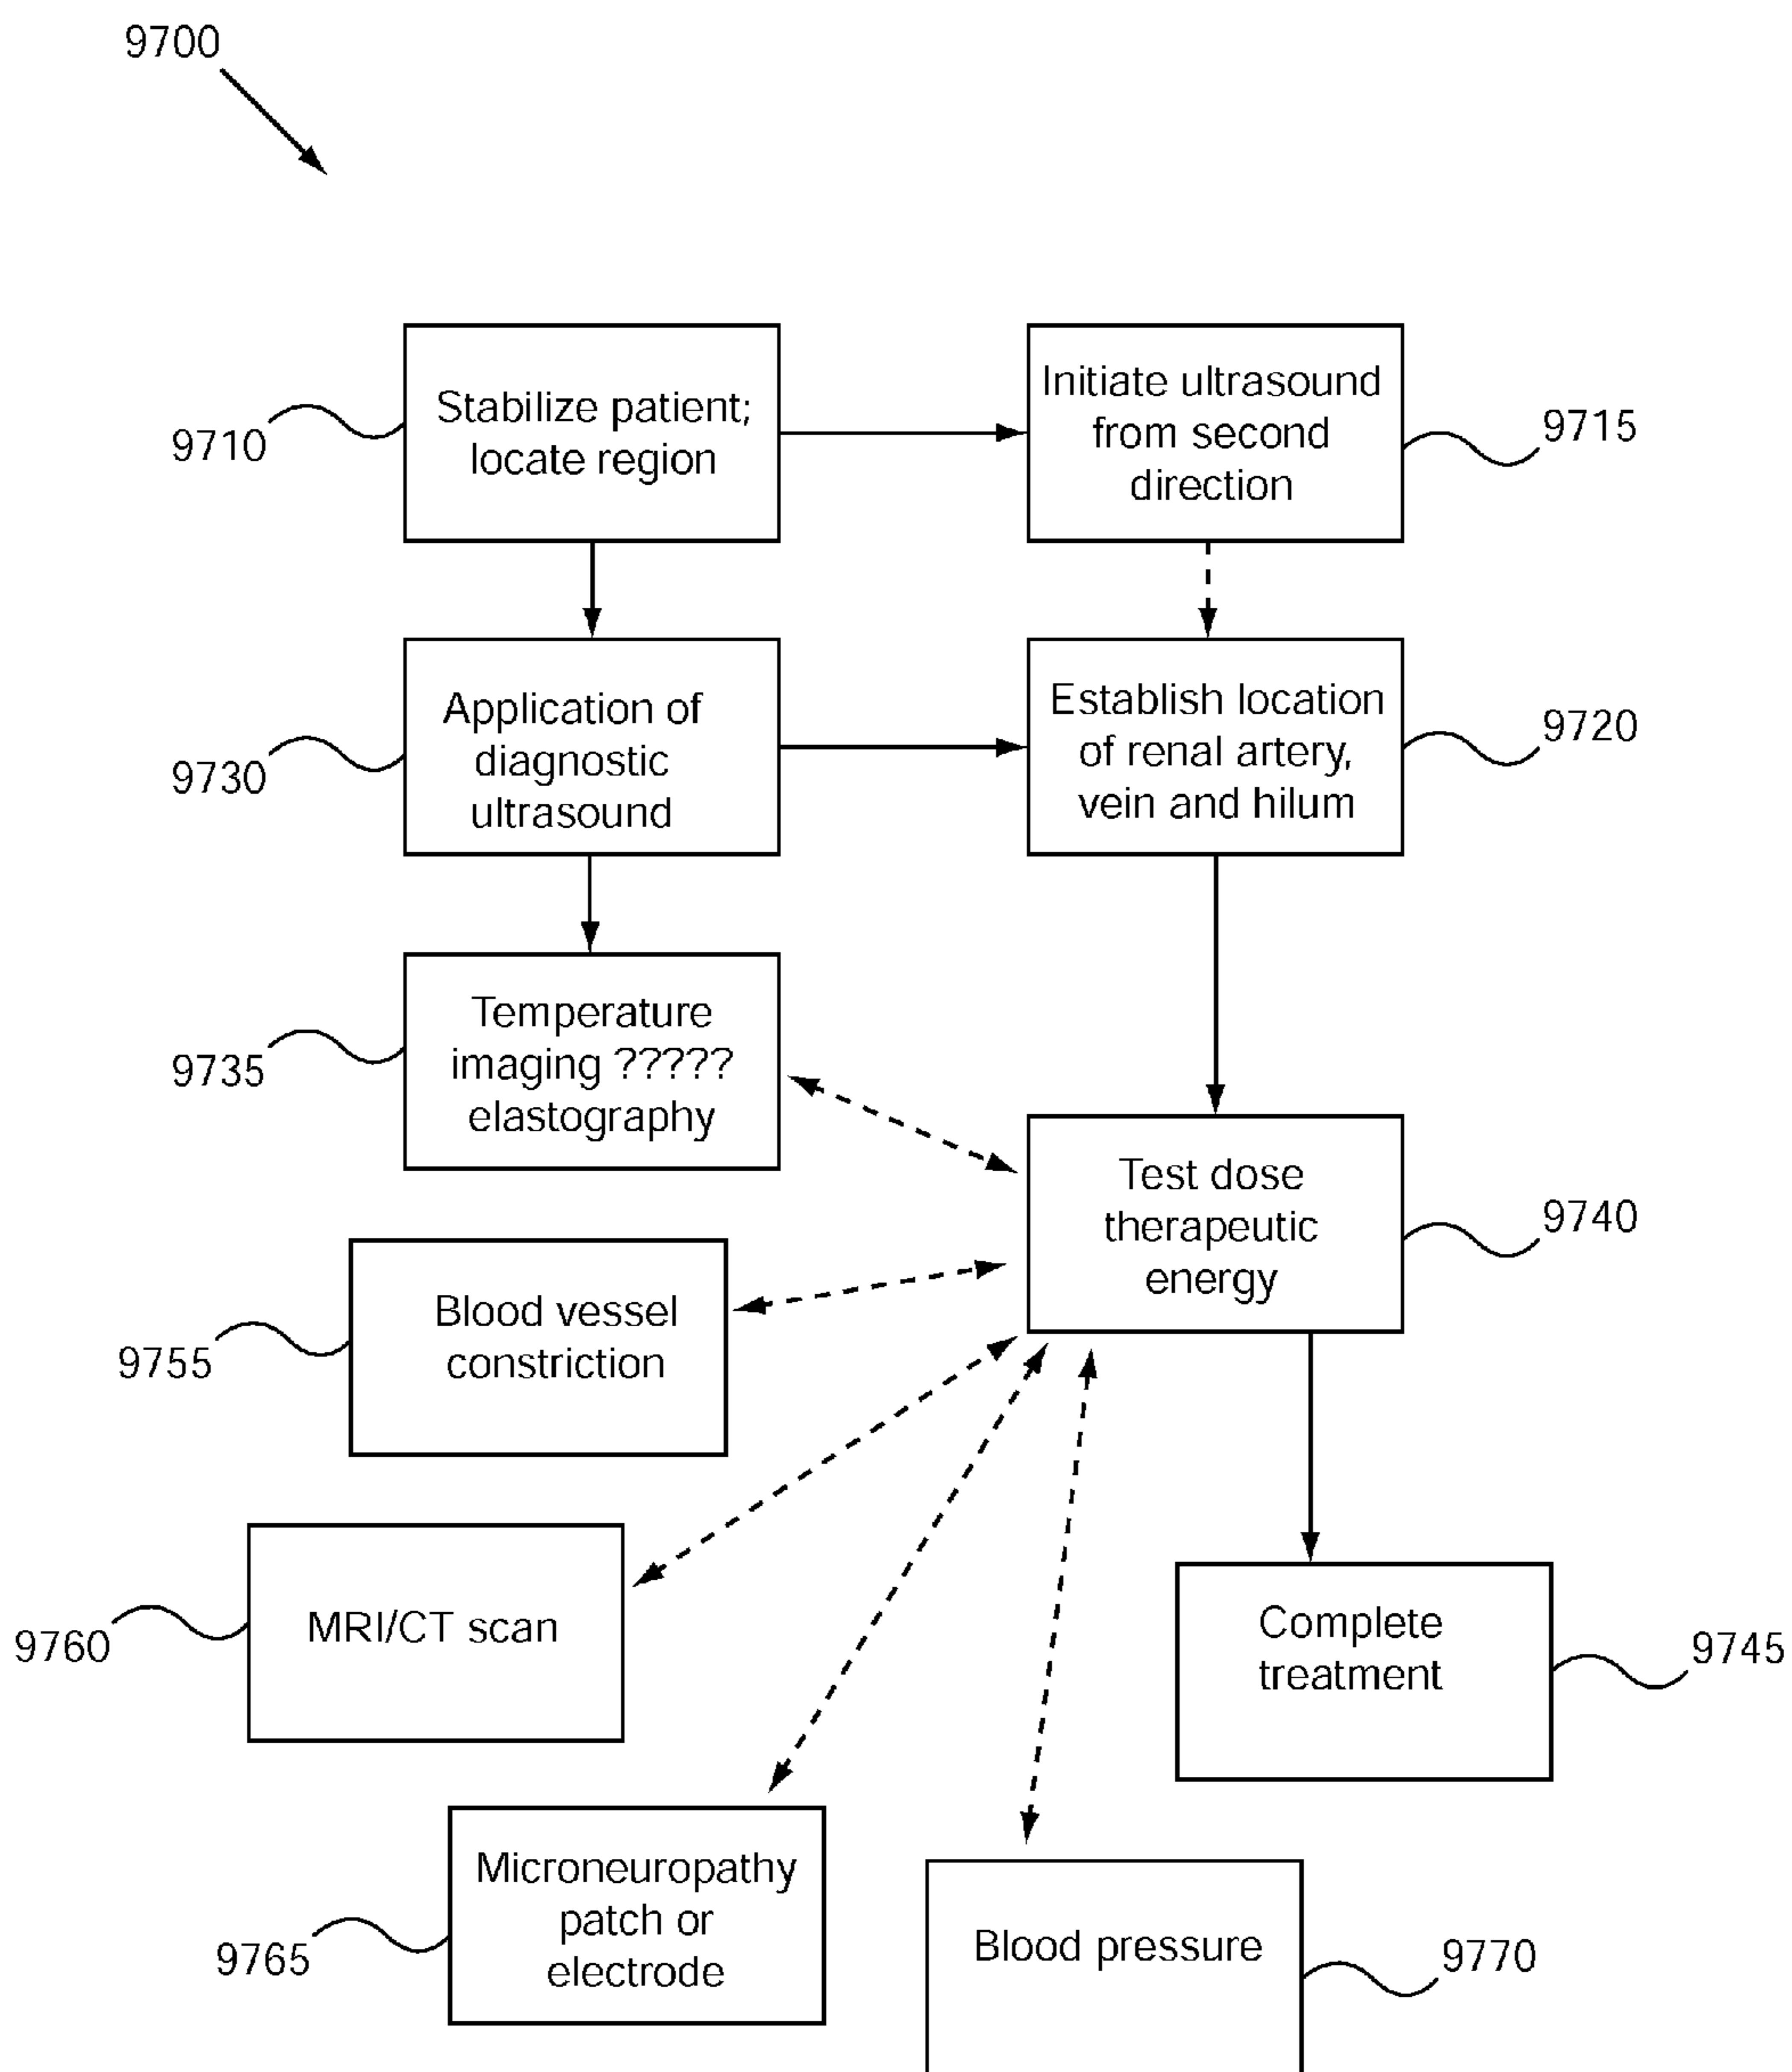 9700
Stabilize patient;
locate region
9710
Initiate ultrasound
from second
direction
9715
Application of
diagnostic
ultrasound
9730
Establish location
of renal artery,
vein and hilum
9720
Temperature
imaging ?????
elastography
9735
Test dose
therapeutic
energy
9740
Blood vessel
constriction
9755
MRI/CT scan
9760
Complete
treatment
9745
Microneuropathy
patch or
electrode
9765
Blood pressure
9770